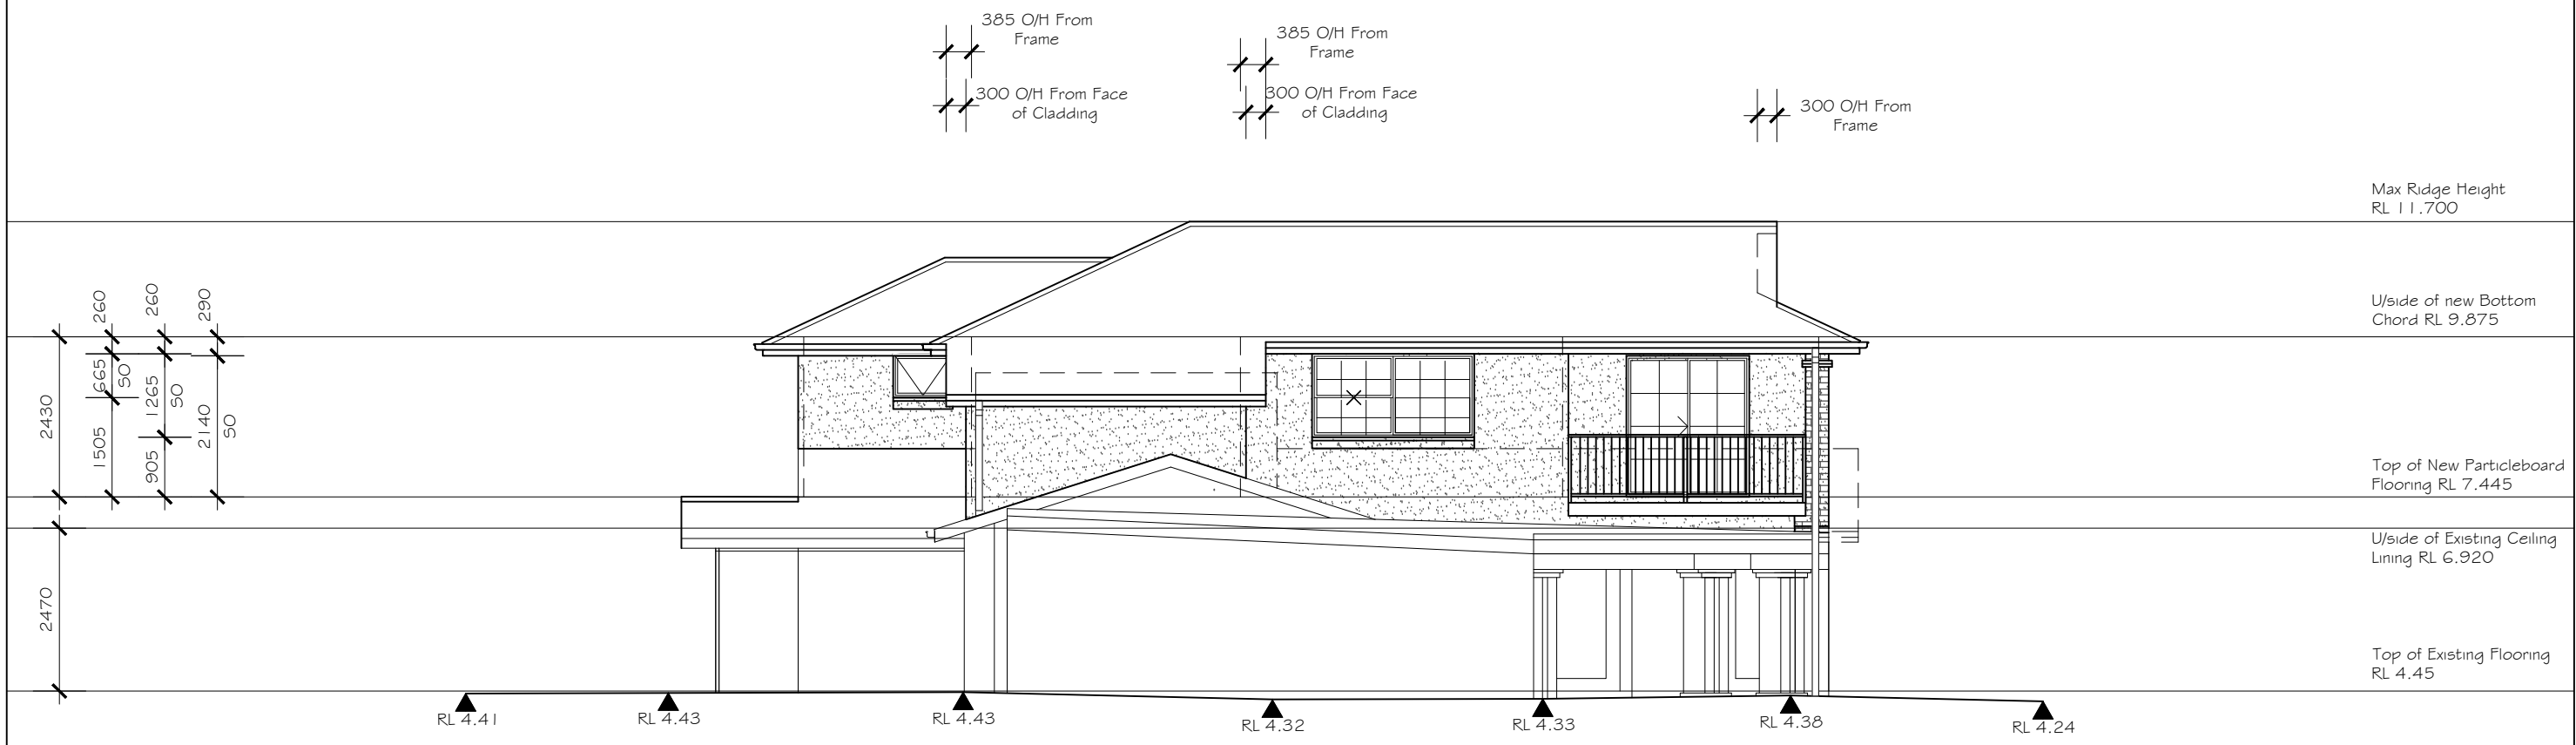 385 O/H From
Frame
385 O/H From
Frame
300 O/H From Face
of Cladding
300 O/H From Face
of Cladding
300 O/H From
Frame
Max Ridge Height
RL 11.700
U/side of new Bottom
Chord RL 9.875
260
260
290
2430
665
50
1505
1265
50
905
2140
50
Top of New Particleboard
Flooring RL 7.445
U/side of Existing Ceiling
Lining RL 6.920
2470
Top of Existing Flooring
RL 4.45
RL 4.41
RL 4.43
RL 4.43
RL 4.32
RL 4.33
RL 4.38
RL 4.24